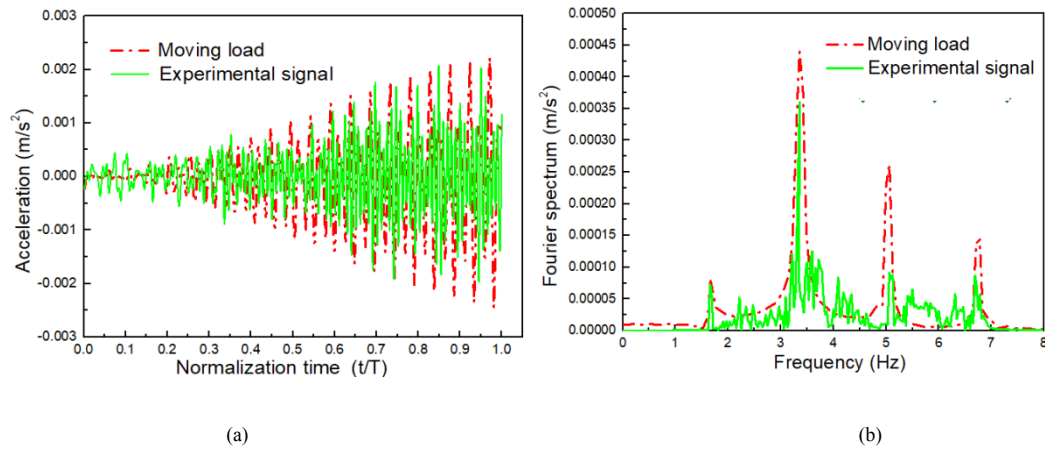 0.003
0.002
0.001
0.000
-0.001
-0.002
-0.003
Acceleration (m/s²)
Moving load
Experimental signal
0.0 0.1 0.2 0.3 0.4 0.5 0.6 0.7 0.8 0.9 1.0
Normalization time (t/T)
(a)
0.00050
0.00045
0.00040
0.00035
0.00030
0.00025
0.00020
0.00015
0.00010
0.00005
0.00000
Fourier spectrum (m/s²)
Moving load
Experimental signal
0 1 2 3 4 5 6 7 8
Frequency (Hz)
(b)